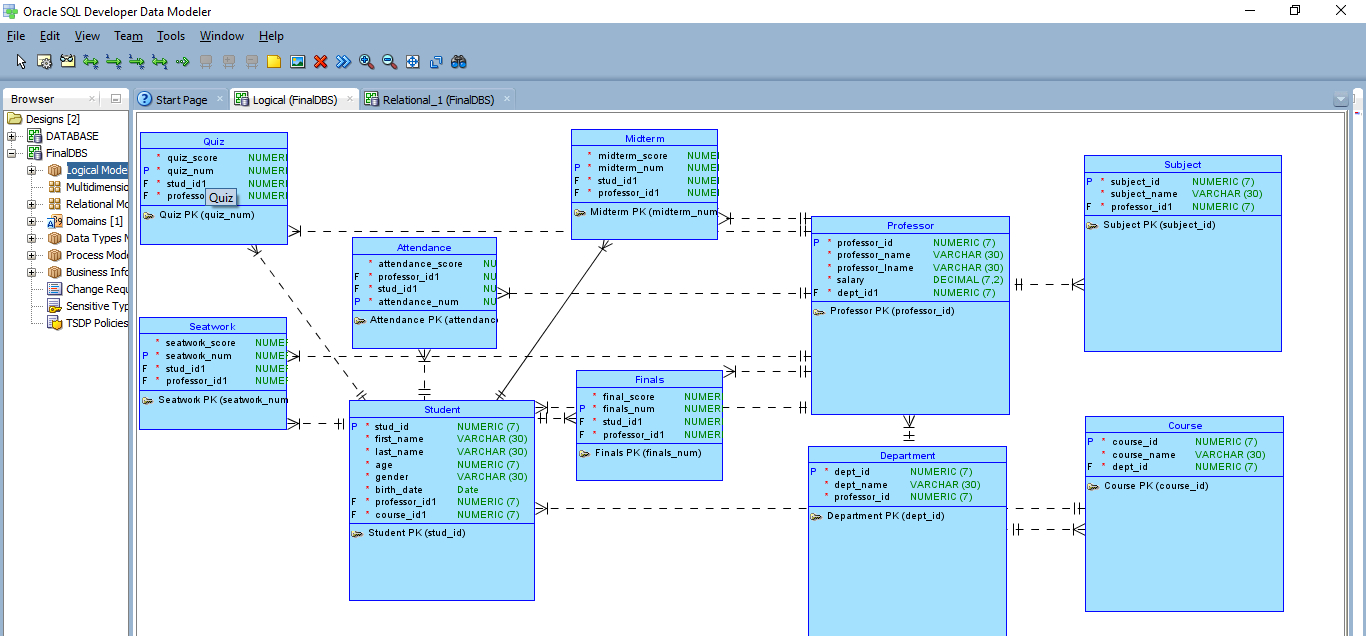 Oracle SQL Developer Data Modeler
File Edit View Team Tools Window Help
Browser
Start Page
Logical (FinalDBS)
Relational_1 (FinalDBS)
Designs [2]
DATABASE
FinalDBS
Logical Mode
Multidimensio
Relational Mo
Domains [1]
Data Types M
Process Mode
Business Info
Change Requ
Sensitive Typ
TSDP Policies
Quiz
* quiz_score NUMERI
P * quiz_num NUMERI
F * stud_id1 NUMERI
F * professo NUMERI
Quiz
Quiz PK (quiz_num)
Midterm
* midterm_score NUMEI
P * midterm_num NUMEI
F * stud_id1 NUMEI
F * professor_id1 NUMEI
Midterm PK (midterm_num
Subject
P * subject_id NUMERIC (7)
* subject_name VARCHAR (30)
F * professor_id1 NUMERIC (7)
Subject PK (subject_id)
Professor
P * professor_id NUMERIC (7)
* professor_name VARCHAR (30)
* professor_lname VARCHAR (30)
* salary DECIMAL (7,2)
F * dept_id1 NUMERIC (7)
Professor PK (professor_id)
Attendance
* attendance_score NU
F * professor_id1 NU
F * stud_id1 NU
P * attendance_num NU
Attendance PK (attendanc
Seatwork
* seatwork_score NUME
P * seatwork_num NUME
F * stud_id1 NUME
F * professor_id1 NUME
Seatwork PK (seatwork_num
Finals
* final_score NUMER
P * finals_num NUMER
F * stud_id1 NUMER
F * professor_id1 NUMER
Finals PK (finals_num)
Student
P * stud_id NUMERIC (7)
* first_name VARCHAR (30)
* last_name VARCHAR (30)
* age NUMERIC (7)
* gender VARCHAR (30)
* birth_date Date
F * professor_id1 NUMERIC (7)
F * course_id1 NUMERIC (7)
Student PK (stud_id)
Department
P * dept_id NUMERIC (7)
* dept_name VARCHAR (30)
* professor_id NUMERIC (7)
Department PK (dept_id)
Course
P * course_id NUMERIC (7)
* course_name VARCHAR (30)
F * dept_id NUMERIC (7)
Course PK (course_id)